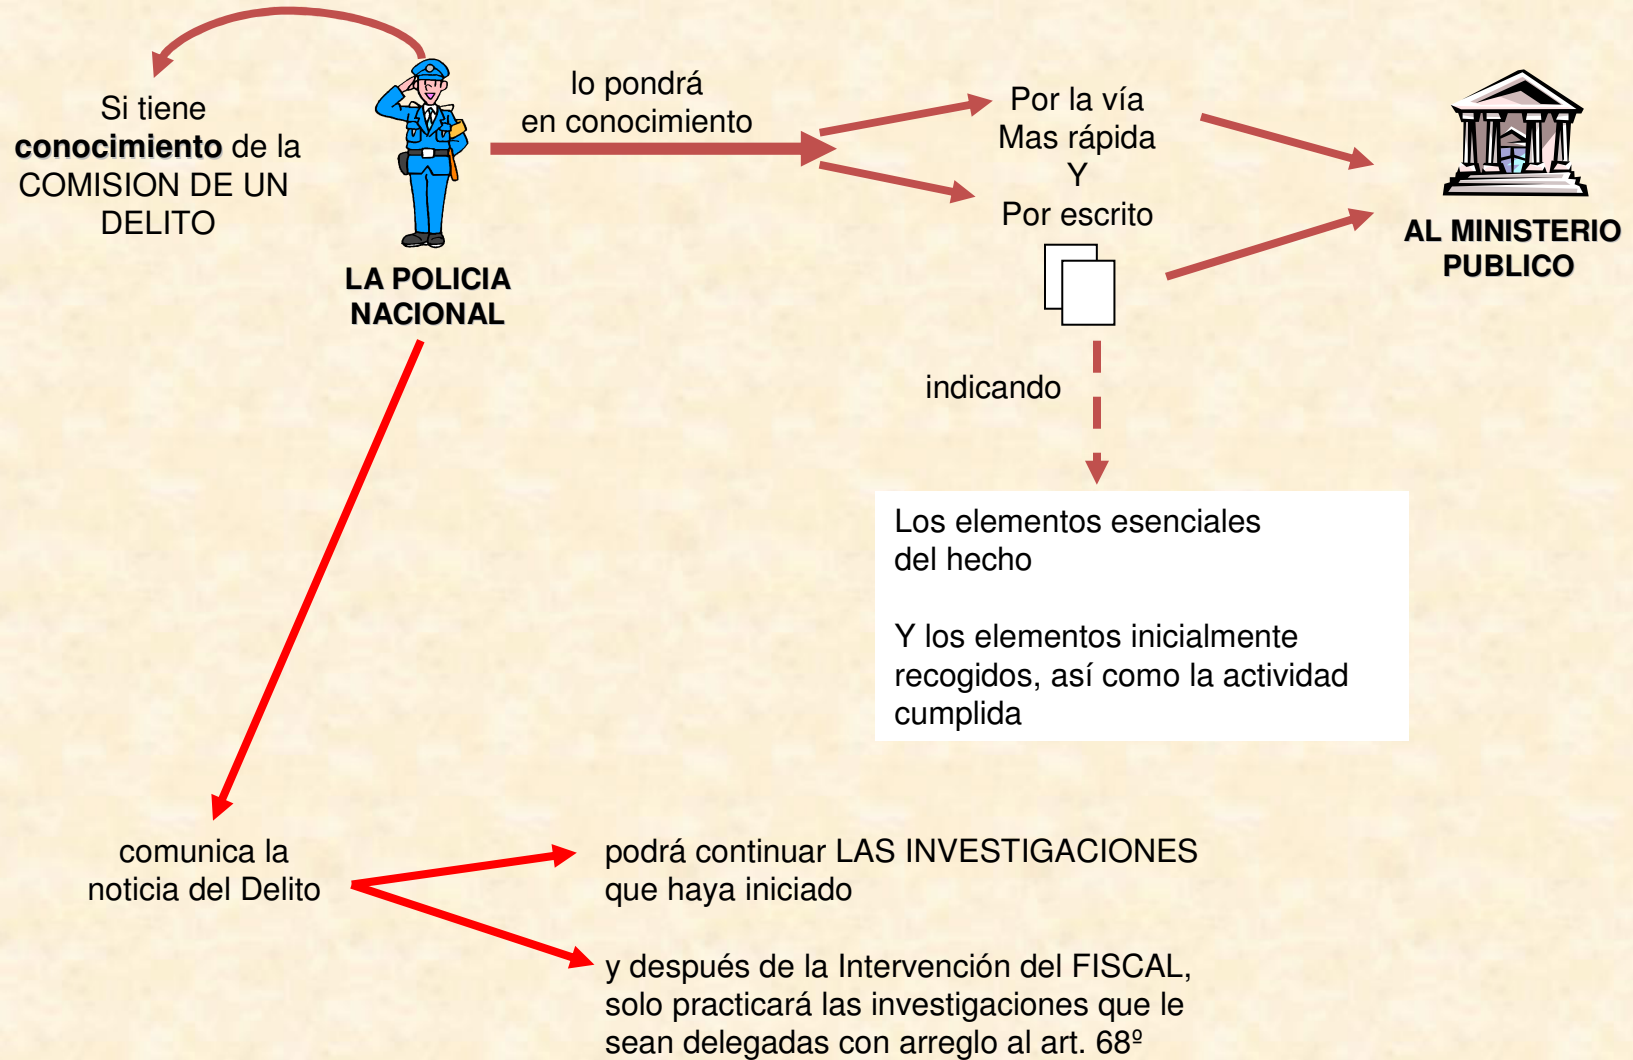 Si tiene
conocimiento de la
COMISION DE UN
DELITO
LA POLICIA
NACIONAL
lo pondrá
en conocimiento
Por la vía
Mas rápida
Y
Por escrito
AL MINISTERIO
PUBLICO
indicando
Los elementos esenciales
del hecho
Y los elementos inicialmente
recogidos, así como la actividad
cumplida
comunica la
noticia del Delito
podrá continuar LAS INVESTIGACIONES
que haya iniciado
y después de la Intervención del FISCAL,
solo practicará las investigaciones que le
sean delegadas con arreglo al art. 68º